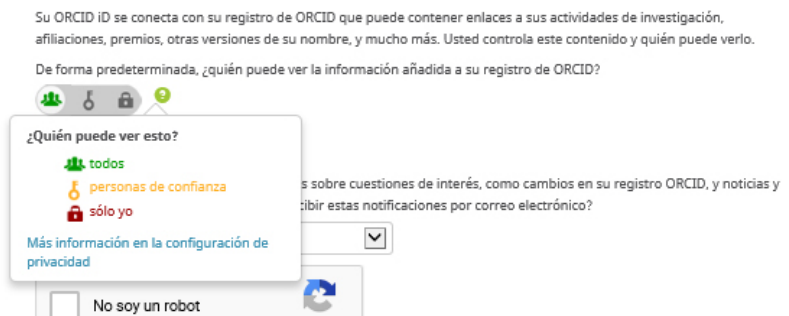 Su ORCID iD se conecta con su registro de ORCID que puede contener enlaces a sus actividades de investigación,
afiliaciones, premios, otras versiones de su nombre, y mucho más. Usted controla este contenido y quién puede verlo.
De forma predeterminada, ¿quién puede ver la información añadida a su registro de ORCID?
?
¿Quién puede ver esto?
todos
personas de confianza
sólo yo
Más información en la configuración de
privacidad
s sobre cuestiones de interés, como cambios en su registro ORCID, y noticias y
cibir estas notificaciones por correo electrónico?
No soy un robot